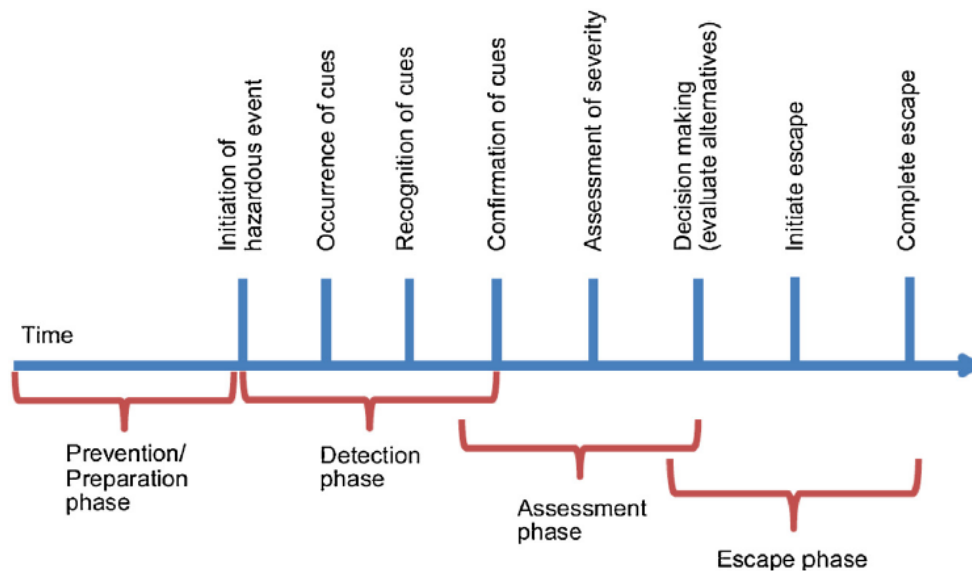 Initiation of
hazardous event
Occurrence of cues
Recognition of cues
Confirmation of cues
Assessment of severity
Decision making
(evaluate alternatives)
Initiate escape
Complete escape
Time
Prevention/
Preparation
phase
Detection
phase
Assessment
phase
Escape phase